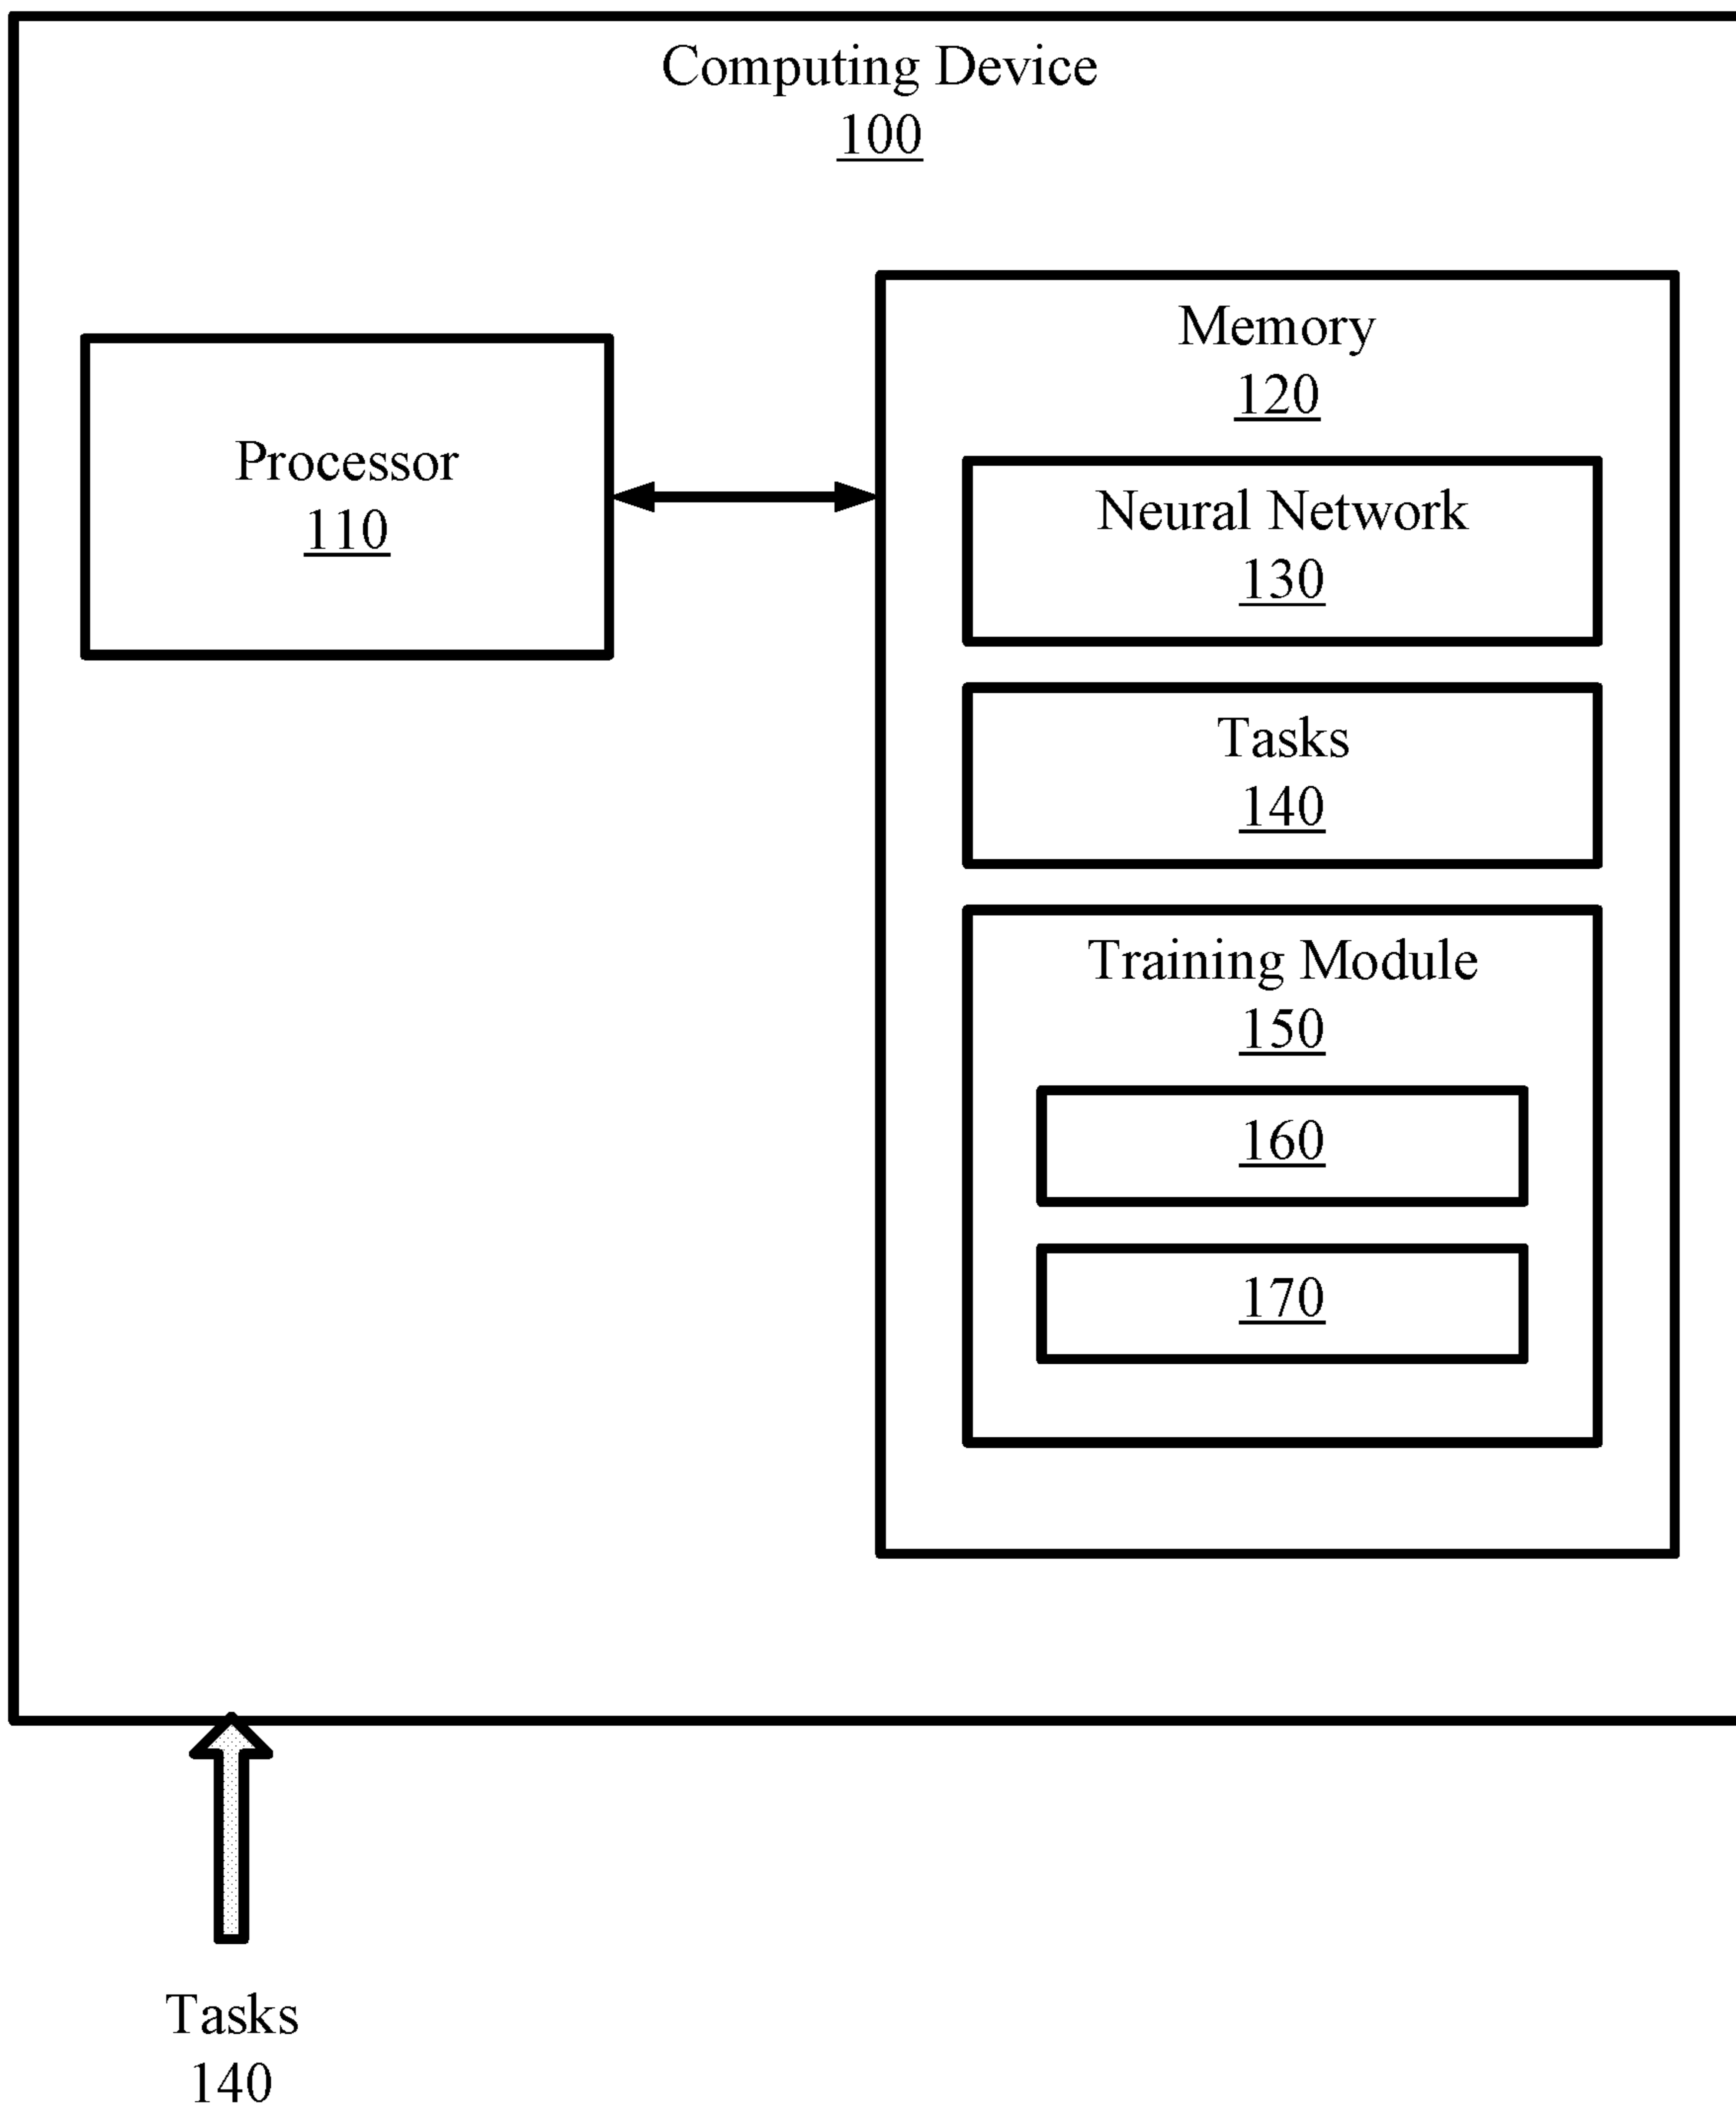 Computing Device
100
Processor
110
Memory
120
Neural Network
130
Tasks
140
Training Module
150
160
170
Tasks
140